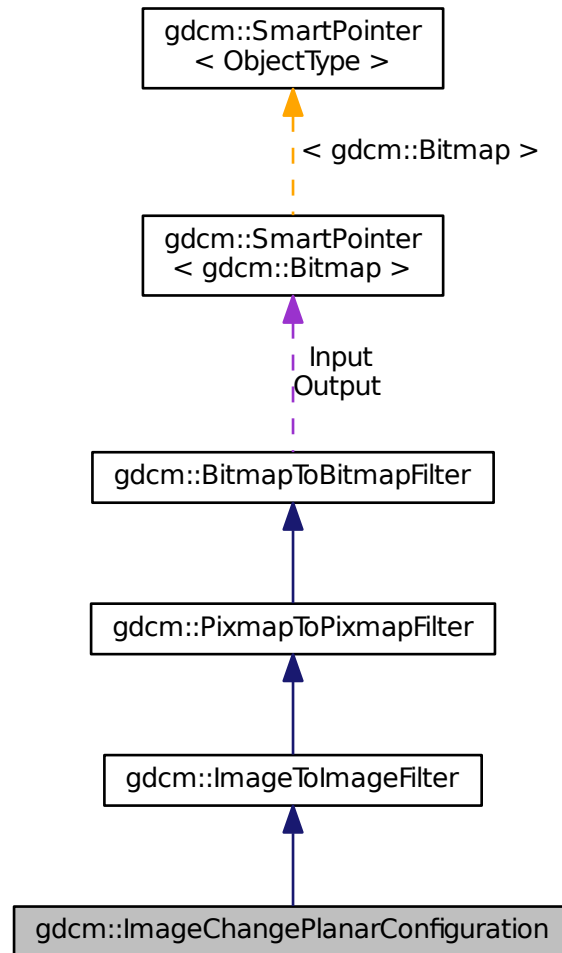 gdcm::SmartPointer
< ObjectType >
< gdcm::Bitmap >
gdcm::SmartPointer
< gdcm::Bitmap >
Input
Output
gdcm::BitmapToBitmapFilter
gdcm::PixmapToPixmapFilter
gdcm::ImageToImageFilter
gdcm::ImageChangePlanarConfiguration